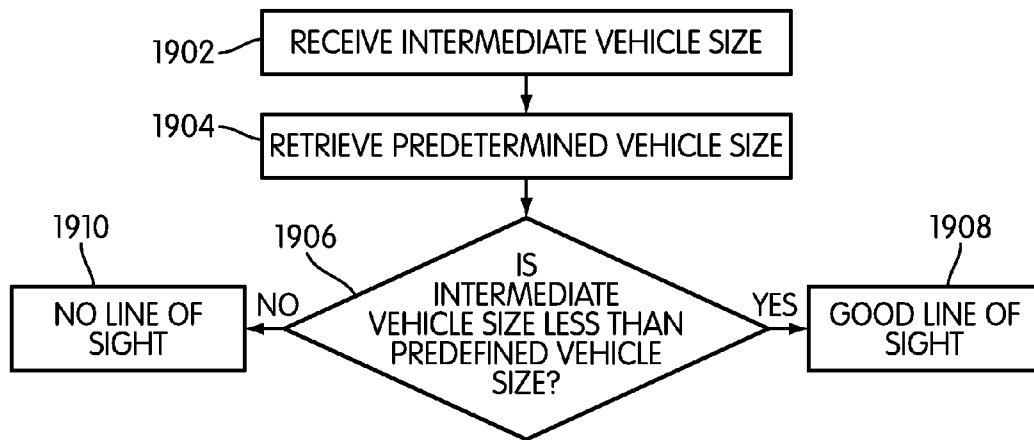 1902
RECEIVE INTERMEDIATE VEHICLE SIZE
1904
RETRIEVE PREDETERMINED VEHICLE SIZE
1910
1906
1908
NO LINE OF
SIGHT
NO
IS
INTERMEDIATE
VEHICLE SIZE LESS THAN
PREDEFINED VEHICLE
SIZE?
YES
GOOD LINE OF
SIGHT